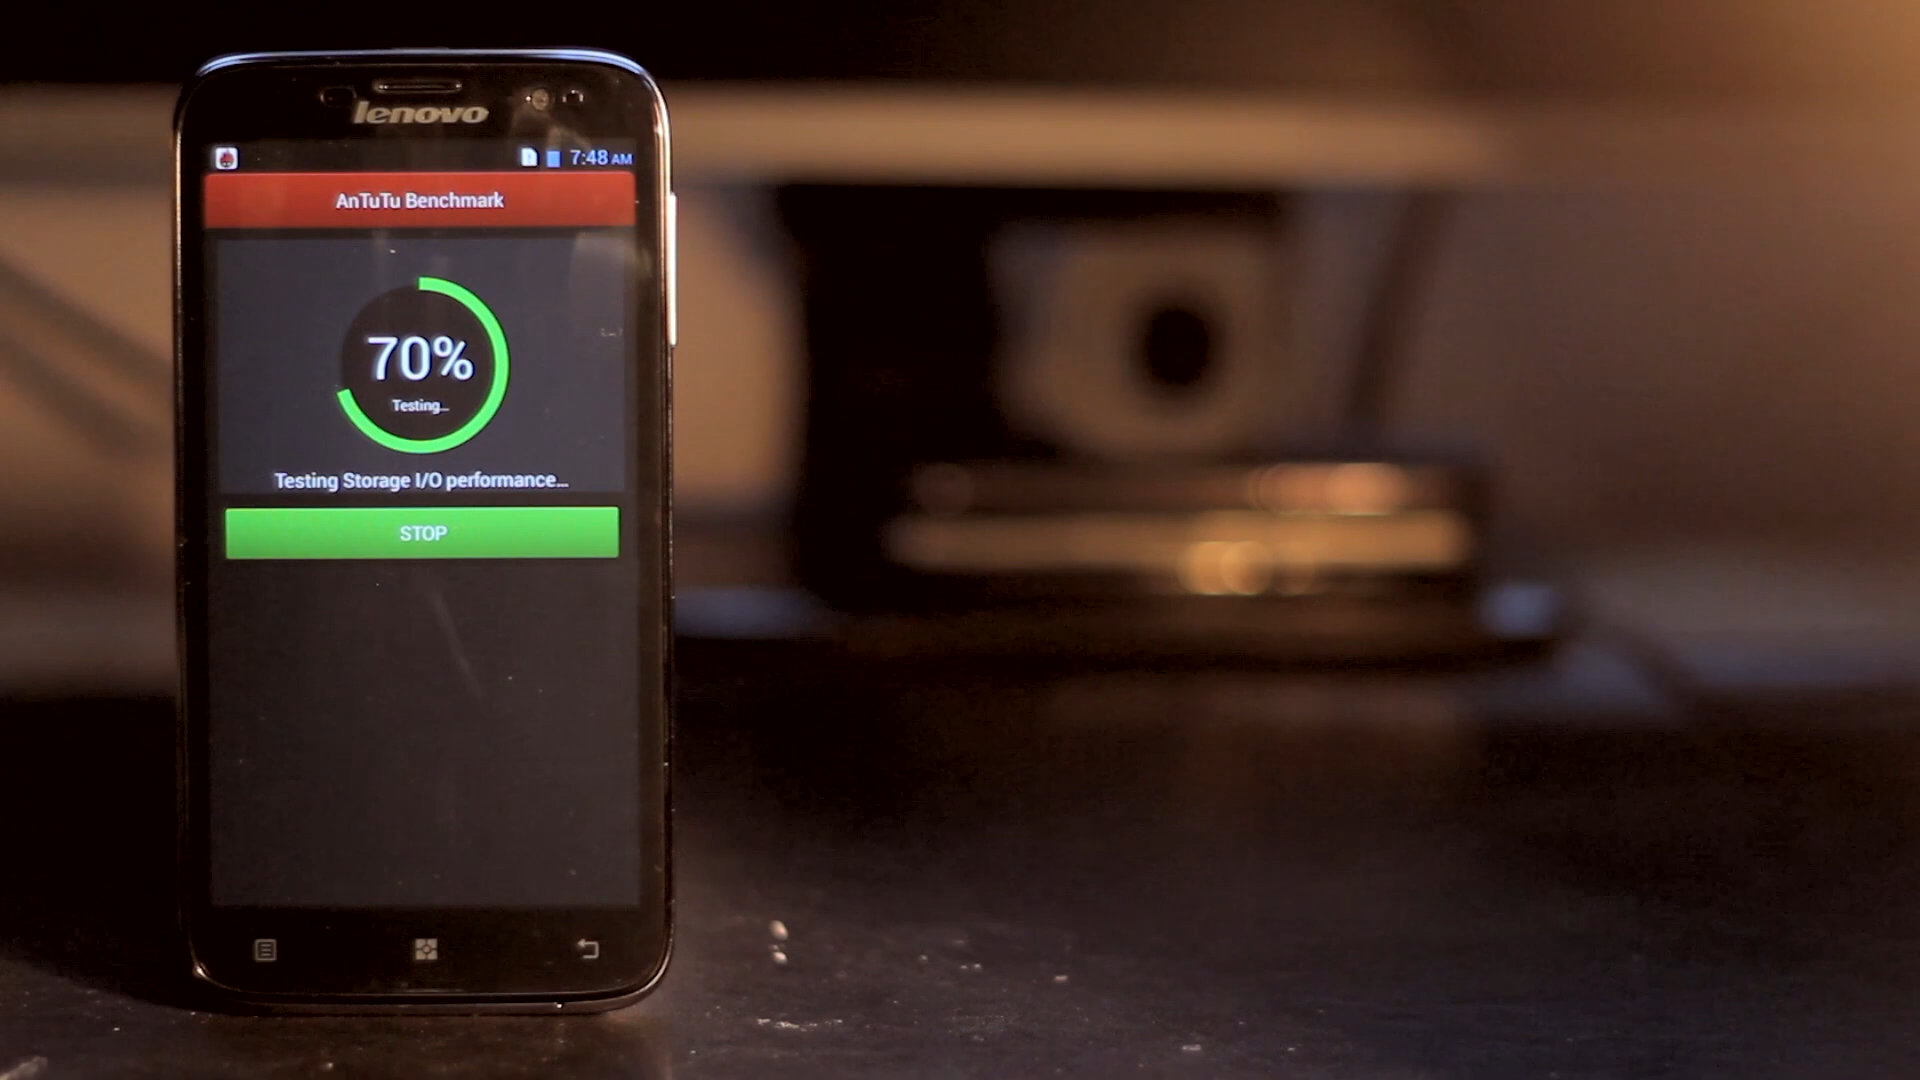 lenovo
7:48 AM
AnTuTu Benchmark
70%
Testing...
Testing Storage I/O performance...
STOP